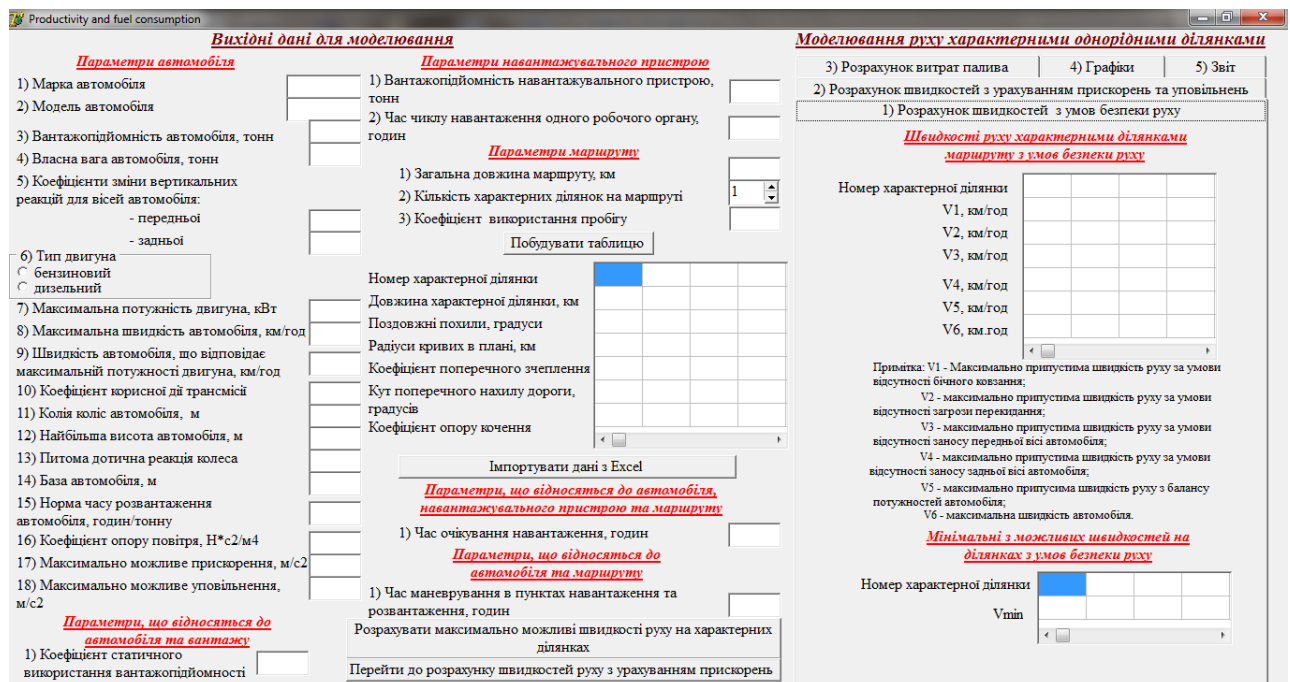 Productivity and fuel consumption
Вихідні дані для моделювання
Параметри автомобіля
1) Марка автомобіля
2) Модель автомобіля
3) Вантажопідйомність автомобіля, тонн
4) Власна вага автомобіля, тонн
5) Коефіцієнти зміни вертикальних
реакцій для вісей автомобіля:
- передньої
- задньої
6) Тип двигуна
бензиновий
дизельний
7) Максимальна потужність двигуна, кВт
8) Максимальна швидкість автомобіля, км/год
9) Швидкість автомобіля, що відповідає
максимальній потужності двигуна, км/год
10) Коефіцієнт корисної дії трансмісії
11) Колія коліс автомобіля, м
12) Найбільша висота автомобіля, м
13) Питома дотична реакція колеса
14) База автомобіля, м
15) Норма часу розвантаження
автомобіля, годин/тонну
16) Коефіцієнт опору повітря, Н*с2/м4
17) Максимально можливе прискорення, м/с2
18) Максимально можливе уповільнення,
м/с2
Параметри, що відносяться до
автомобіля та вантажу
1) Коефіцієнт статичного
використання вантажопідйомності
Параметри навантажувального пристрою
1) Вантажопідйомність навантажувального пристрою,
тонн
2) Час чиклу навантаження одного робочого органу,
годин
Параметри маршруту
1) Загальна довжина маршруту, км
2) Кількість характерних ділянок на маршруті
1
3) Коефіцієнт використання пробігу
Побудувати таблицю
Номер характерної ділянки
Довжина характерної ділянки, км
Поздовжні похили, градуси
Радіуси кривих в плані, км
Коефіцієнт поперечного зчеплення
Кут поперечного нахилу дороги,
градусів
Коефіцієнт опору кочення
Імпортувати дані з Excel
Параметри, що відносяться до автомобіля,
навантажувального пристрою та маршруту
1) Час очікування навантаження, годин
Параметри, що відносяться до
автомобіля та маршруту
1) Час маневрування в пунктах навантаження та
розвантаження, годин
Розрахувати максимально можливі швидкості руху на характерних
ділянках
Перейти до розрахунку швидкостей руху з урахуванням прискорень
Моделювання руху характерними однорідними ділянками
3) Розрахунок витрат палива
4) Графіки
5) Звіт
2) Розрахунок швидкостей з урахуванням прискорень та уповільнень
1) Розрахунок швидкостей з умов безпеки руху
Швидкості руху характерними ділянками
маршруту з умов безпеки руху
Номер характерної ділянки
V1, км/год
V2, км/год
V3, км/год
V4, км/год
V5, км/год
V6, км.год
Примітка: V1 - Максимально припустима швидкість руху за умови
відсутності бічного ковзання;
V2 - максимально припустима швидкість руху за умови
відсутності загрози перекидання;
V3 - максимально припустима швидкість руху за умови
відсутності заносу передньої вісі автомобіля;
V4 - максимально припустима швидкість руху за умови
відсутності заносу задньої вісі автомобіля;
V5 - максимально припусима швидкість руху з балансу
потужностей автомобіля;
V6 - максимальна швидкість автомобіля.
Мінімальні з можливих швидкостей на
ділянках з умов безпеки руху
Номер характерної ділянки
Vmin